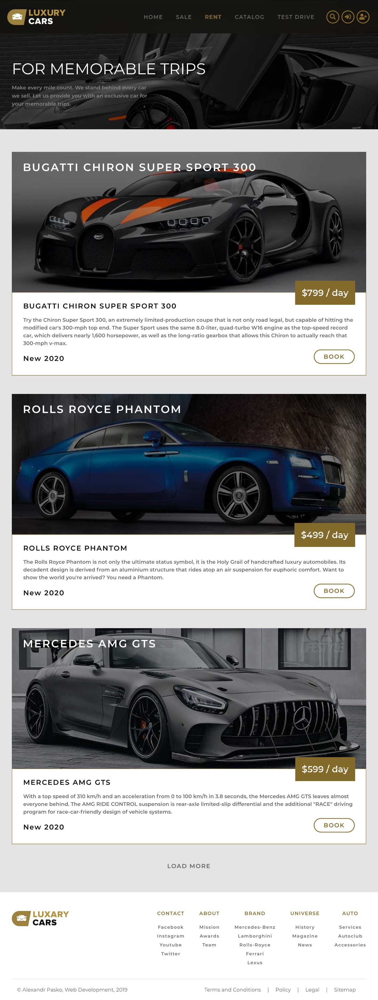 LUXURY
CARS
HOME SALE RENT CATALOG TEST DRIVE
FOR MEMORABLE TRIPS
Make every mile count. We stand behind every car
we sell. Let us provide you with an exclusive car for
your memorable trips.
BUGATTI CHIRON SUPER SPORT 300
BUGATTI
$799 / day
BUGATTI CHIRON SUPER SPORT 300
Try the Chiron Super Sport 300, an extremely limited-production coupe that is not only road legal, but capable of hitting the
modified car's 300-mph top end. The Super Sport uses the same 8.0-liter, quad-turbo W16 engine as the top-speed record
car, which delivers nearly 1,600 horsepower, as well as the long-ratio gearbox that allows this Chiron to actually reach that
300-mph v-max.
New 2020
BOOK
ROLLS ROYCE PHANTOM
$499 / day
ROLLS ROYCE PHANTOM
The Rolls Royce Phantom is not only the ultimate status symbol, it is the Holy Grail of handcrafted luxury automobiles. Its
decadent design is derived from an aluminium structure that rides atop an air suspension for euphoric comfort. Want to
show the world you're arrived? You need a Phantom.
New 2020
BOOK
MERCEDES AMG GTS
$599 / day
MERCEDES AMG GTS
With a top speed of 310 km/h and an acceleration from 0 to 100 km/h in 3.8 seconds, the Mercedes AMG GTS leaves almost
everyone behind. The AMG RIDE CONTROL suspension is rear-axle limited-slip differential and the additional "RACE" driving
program for race-car-friendly design of vehicle systems.
New 2020
BOOK
LOAD MORE
LUXARY
CARS
CONTACT ABOUT BRAND UNIVERSE AUTO
Facebook Mission Mercedes-Benz History Services
Instagram Awards Lamborghini Magazine Autoclub
Youtube Team Rolls-Royce News Accessories
Twitter Ferrari
Lexus
© Alexandr Pasko, Web Development, 2019 Terms and Conditions | Policy | Legal | Sitemap